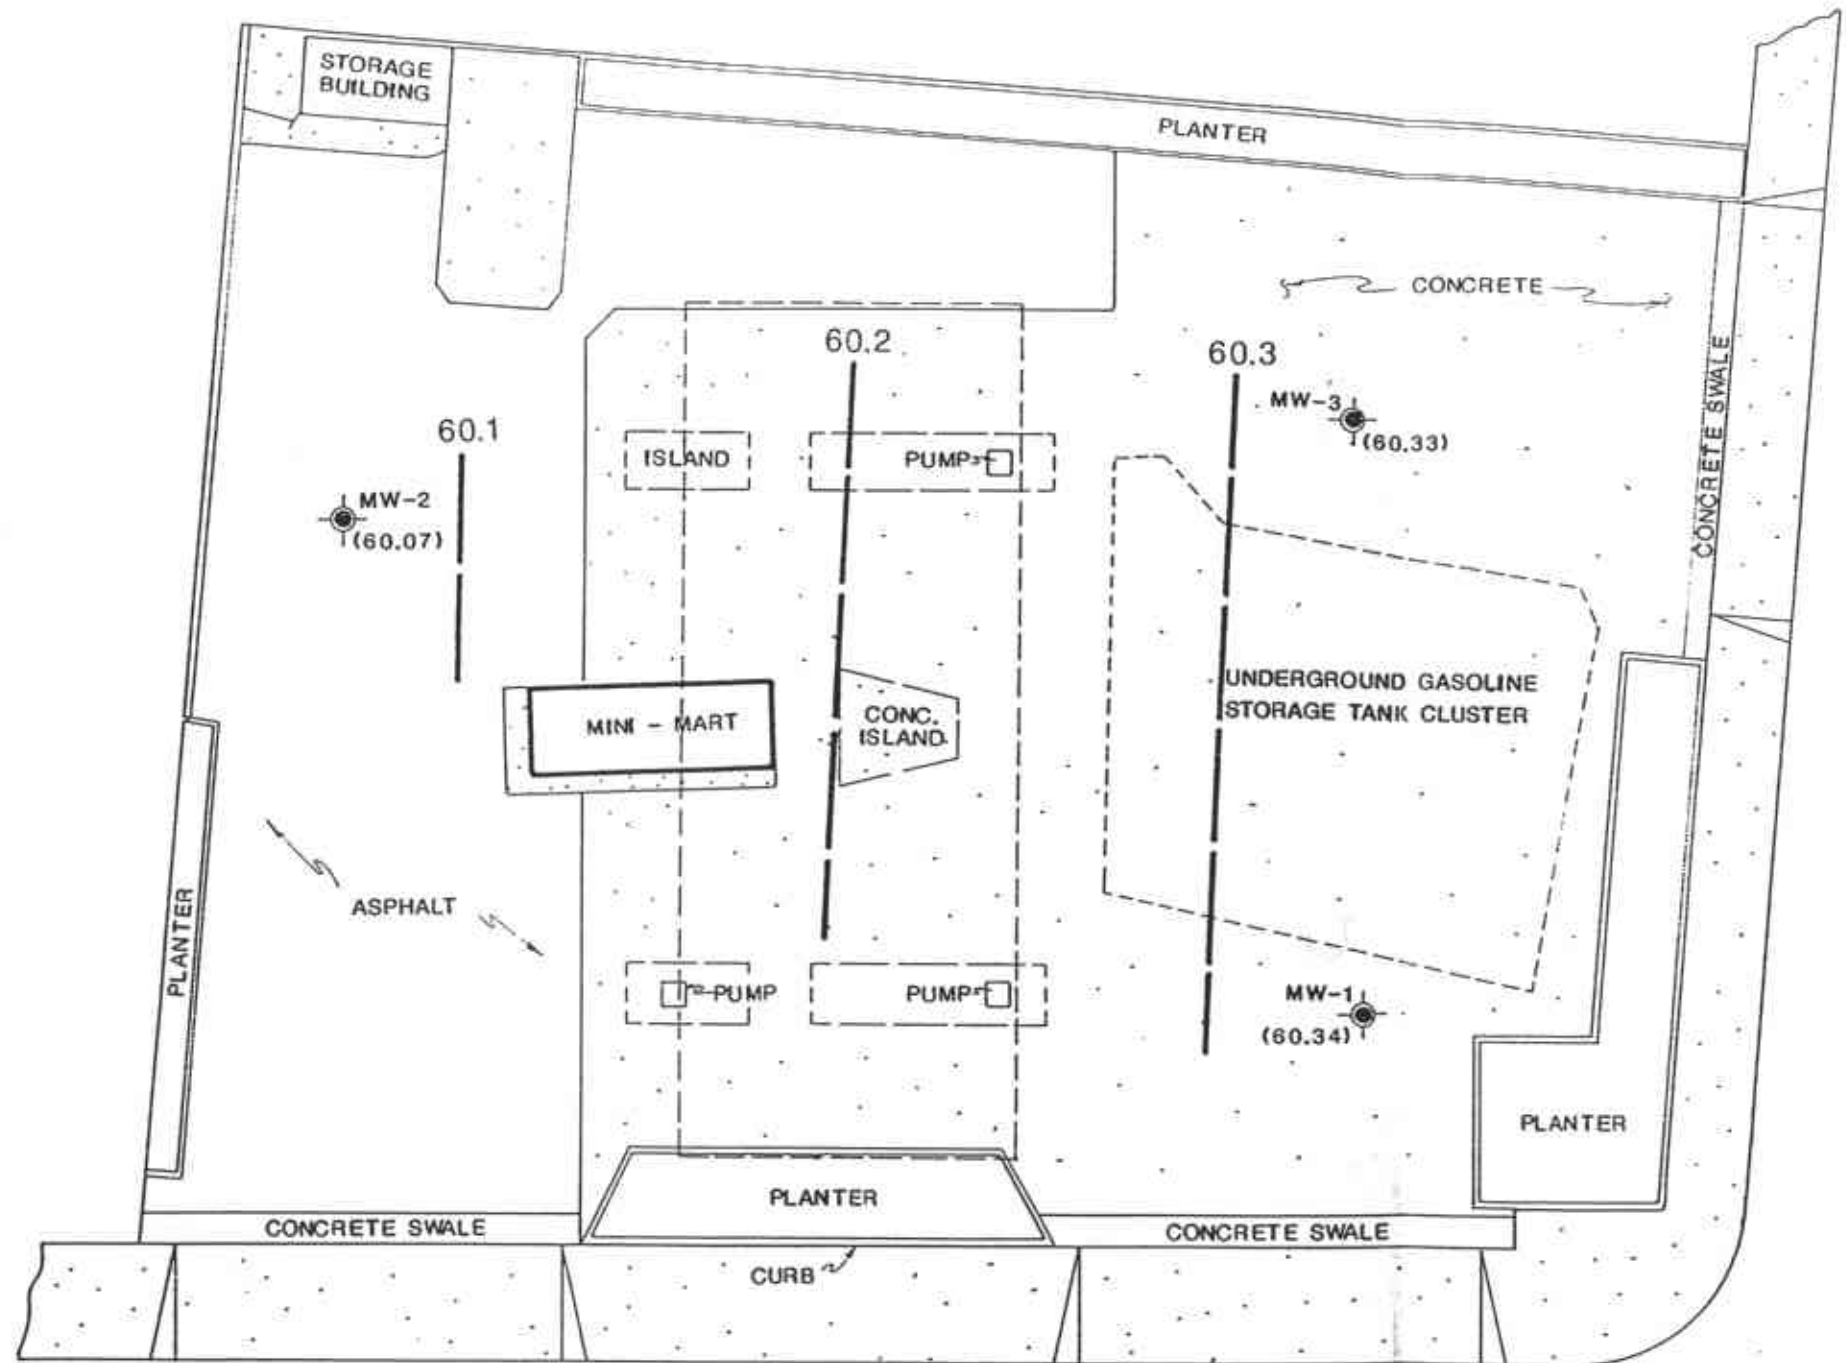 STORAGE
BUILDING
PLANTER
CONCRETE
60.2
60.3
MW-3
(60.33)
CONCRETE SWALE
60.1
ISLAND
PUMP
MW-2
(60.07)
UNDERGROUND GASOLINE
STORAGE TANK CLUSTER
MINI - MART
CONC.
ISLAND
ASPHALT
PLANTER
PUMP
PUMP
MW-1
(60.34)
PLANTER
PLANTER
CONCRETE SWALE
CONCRETE SWALE
CURB